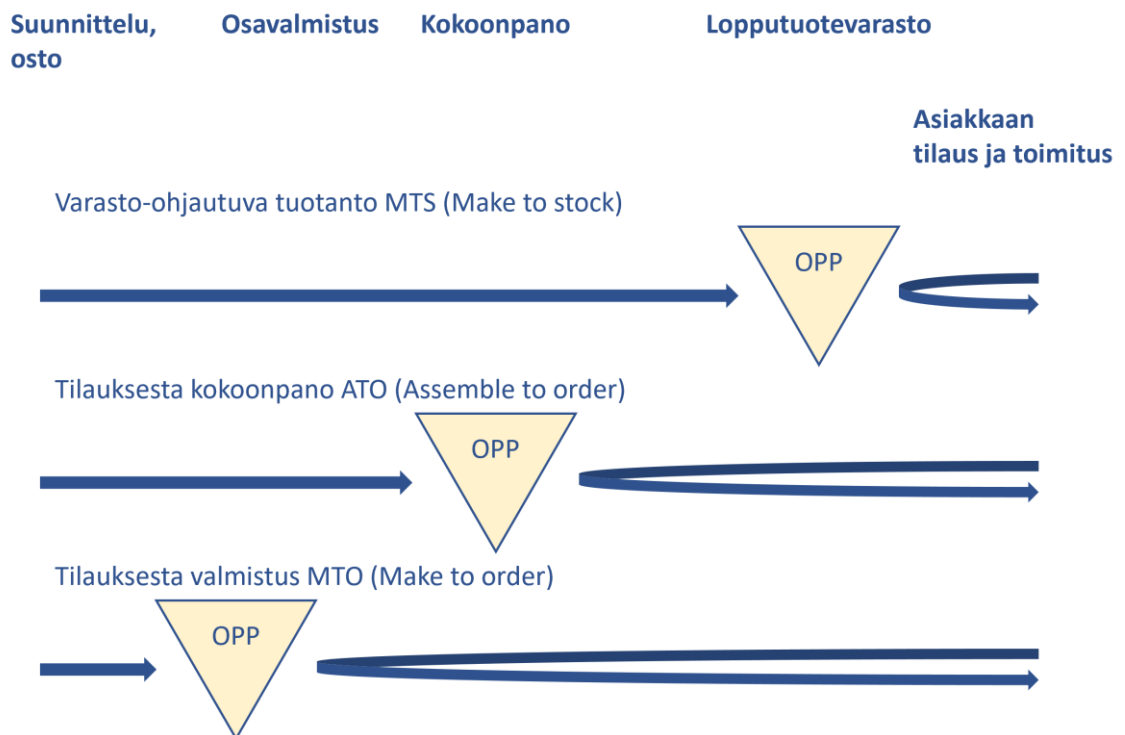 Suunnittelu,
osto
Osavalmistus
Kokoonpano
Lopputuotevarasto
Asiakkaan
tilaus ja toimitus
Varasto-ohjautuva tuotanto MTS (Make to stock)
OPP
Tilauksesta kokoonpano ATO (Assemble to order)
OPP
Tilauksesta valmistus MTO (Make to order)
OPP